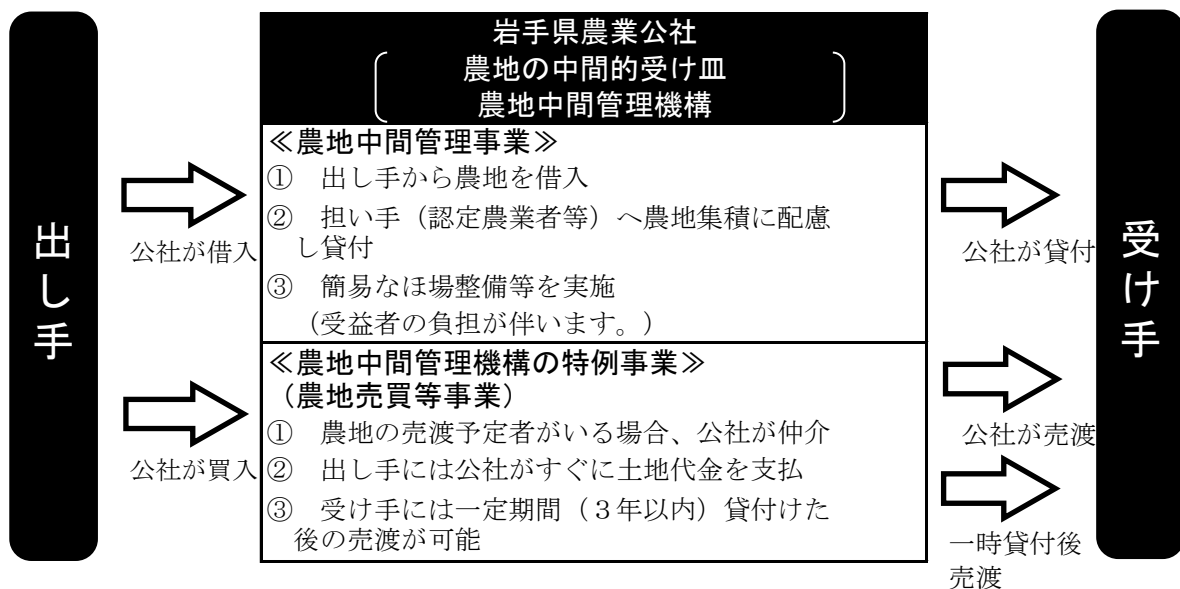 出し手
岩手県農業公社
農地の中間的受け皿
農地中間管理機構
≪農地中間管理事業≫
① 出し手から農地を借入
② 担い手（認定農業者等）へ農地集積に配慮
し貸付
③ 簡易なほ場整備等を実施
（受益者の負担が伴います。）
公社が借入
公社が貸付
≪農地中間管理機構の特例事業≫
（農地売買等事業）
① 農地の売渡予定者がいる場合、公社が仲介
② 出し手には公社がすぐに土地代金を支払
③ 受け手には一定期間（３年以内）貸付けた
後の売渡が可能
公社が買入
公社が売渡
一時貸付後
売渡
受け手